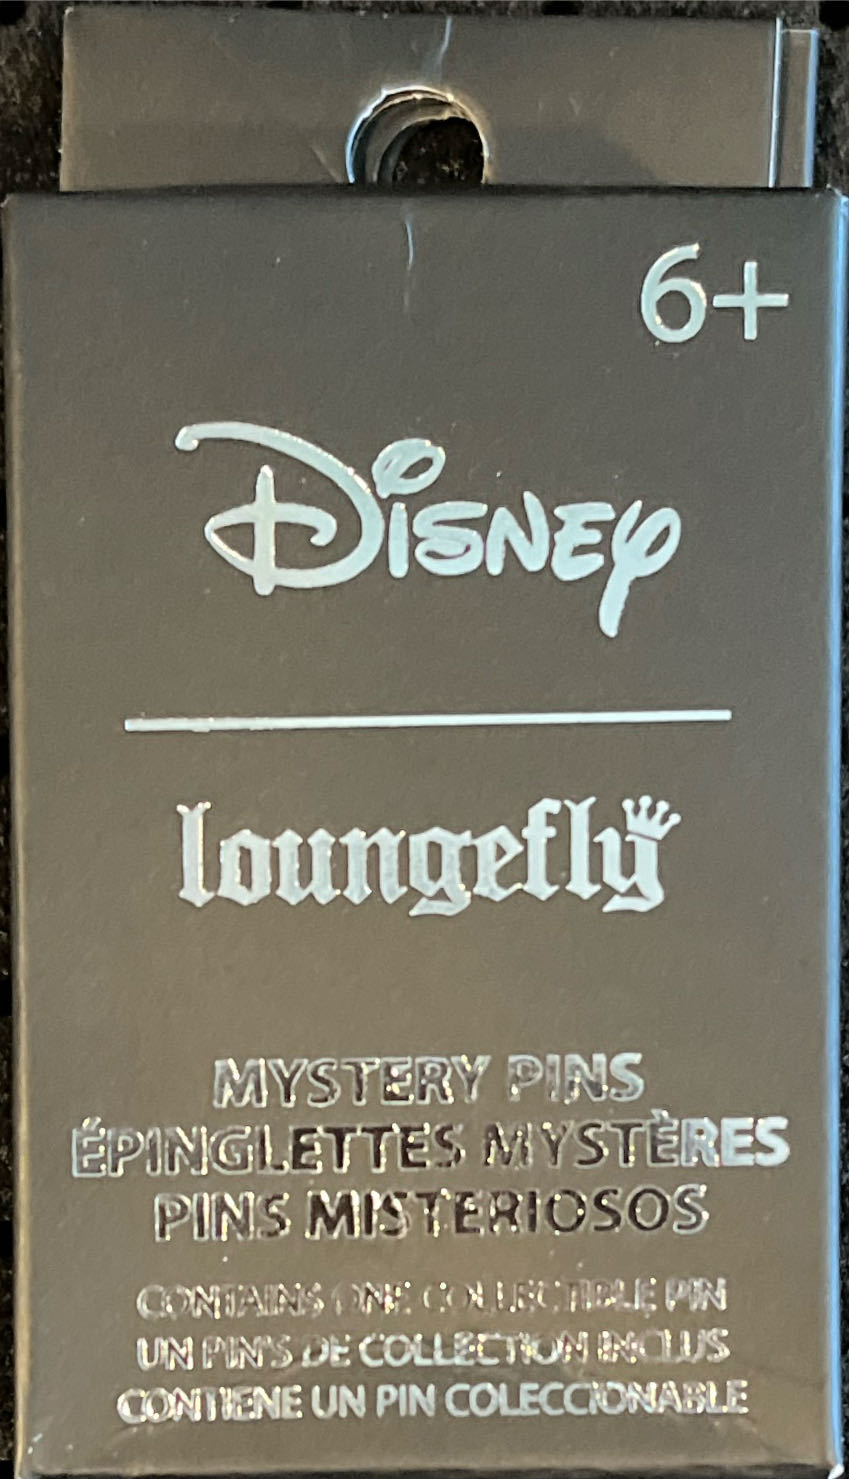 6+
Disney
loungefly
MYSTERY PINS
ÉPINGLETTES MYSTÈRES
PINS MISTERIOSOS
CONTAINS ONE COLLECTIBLE PIN
UN PIN'S DE COLLECTION INCLUS
CONTIENE UN PIN COLECCIONABLE